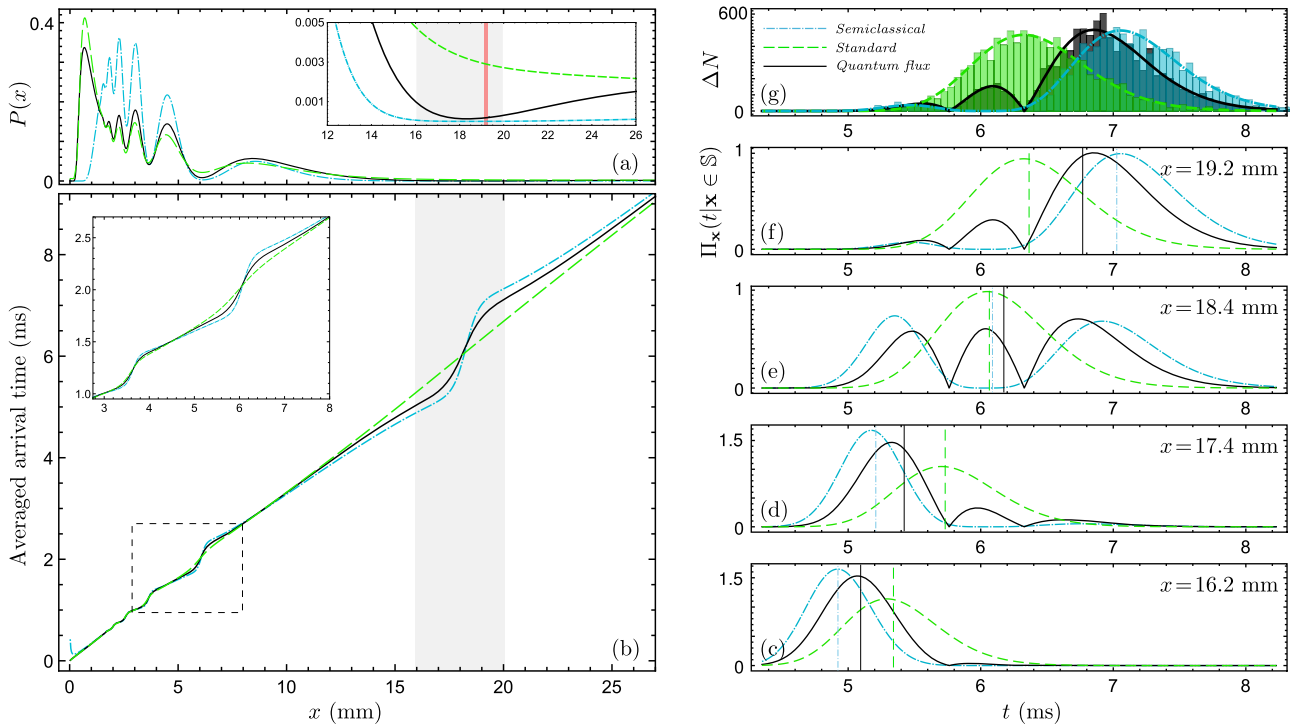 P(x)
0.4
0.2
0
0.005
0.003
0.001
12 14 16 18 20 22 24 26
(a)
Averaged arrival time (ms)
8
6
4
2
0
2.5
2.0
1.5
1.0
3 4 5 6 7 8
(b)
0 5 10 15 20 25
x (mm)
ΔN
600
300
0
Semiclassical
Standard
Quantum flux
(g)
5 6 7 8
Π𝐱(t|𝐱 ∈ 𝕊)
1
0
x = 19.2 mm
(f)
5 6 7 8
1
0
x = 18.4 mm
(e)
5 6 7 8
1.5
0
x = 17.4 mm
(d)
5 6 7 8
1.5
0
x = 16.2 mm
(c)
5 6 7 8
t (ms)